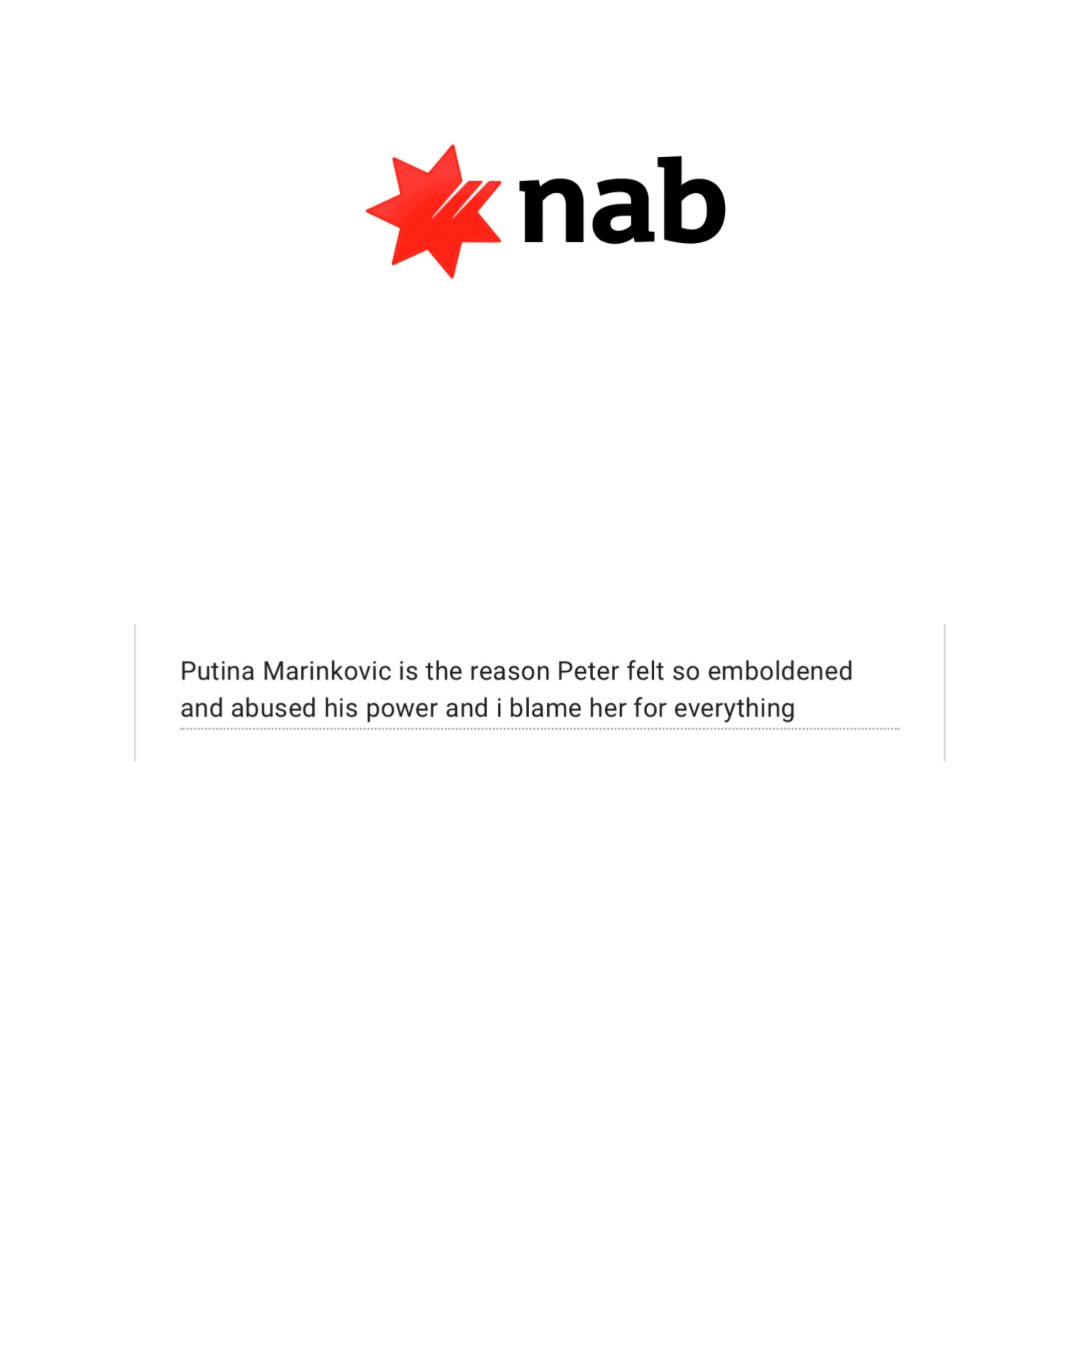 nab
Putina Marinkovic is the reason Peter felt so emboldened
and abused his power and i blame her for everything